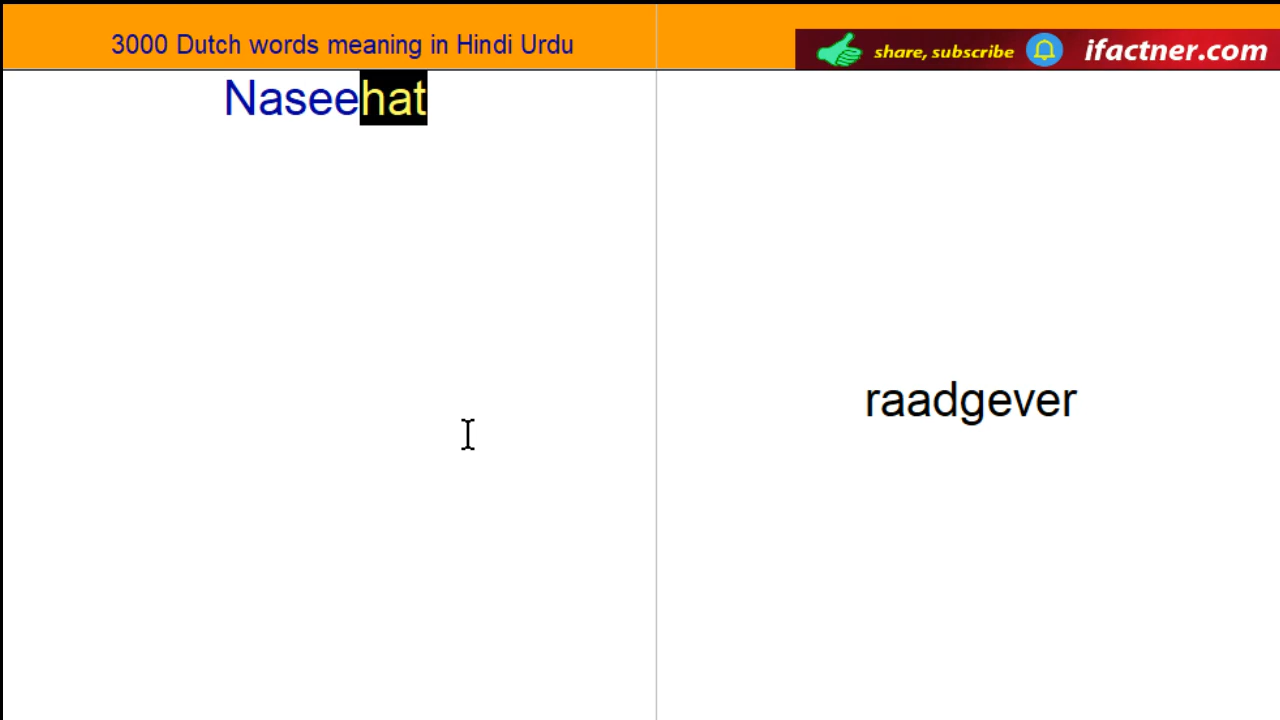 3000 Dutch words meaning in Hindi Urdu
share, subscribe
ifactner.com
Naseehat
raadgever